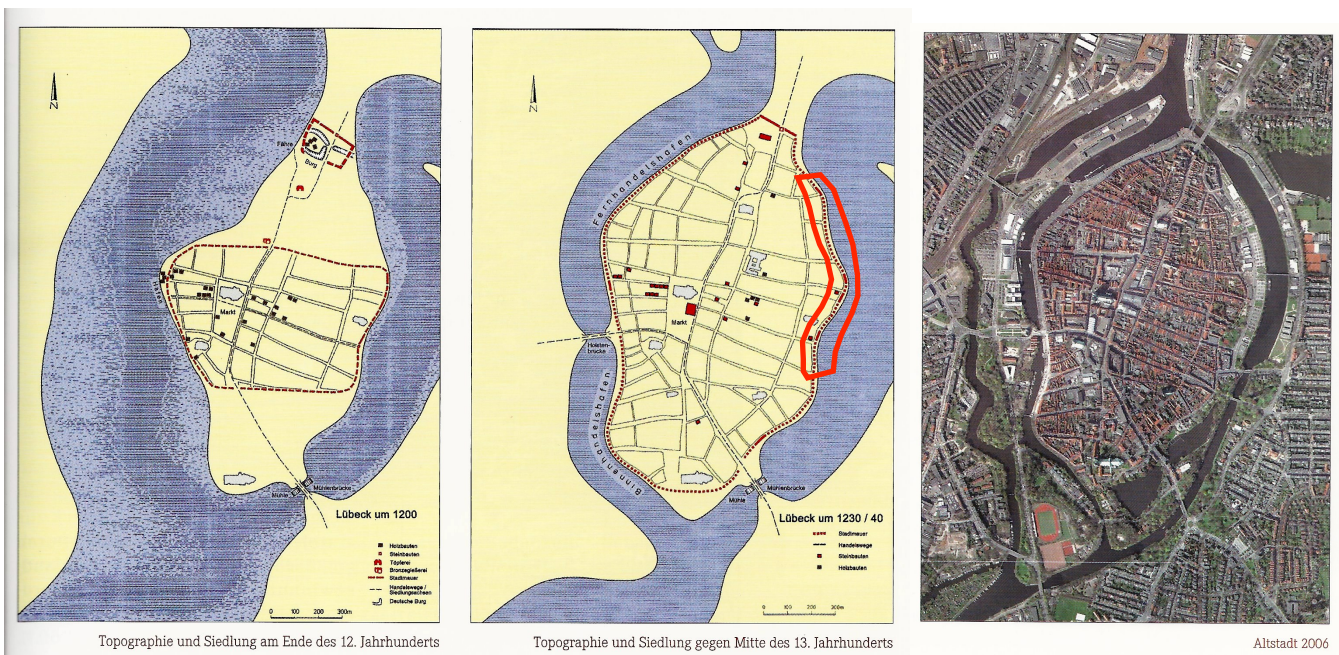 N
Fähre
Burg
Markt
Mühle
Mühlenbrücke
Lübeck um 1200
Holzbauten
Steinbauten
Töpferei
Bronzegießerei
Stadtmauer
Handelswege /
Siedlungsachsen
Deutsche Burg
0 100 200 300m
Topographie und Siedlung am Ende des 12. Jahrhunderts
N
Fernhandelshafen
Markt
Holsten-
brücke
Binnenhandelshafen
Mühle
Mühlenbrücke
Lübeck um 1230 / 40
Stadtmauer
Handelswege
Steinbauten
Holzbauten
0 100 200 300m
Topographie und Siedlung gegen Mitte des 13. Jahrhunderts
Altstadt 2006